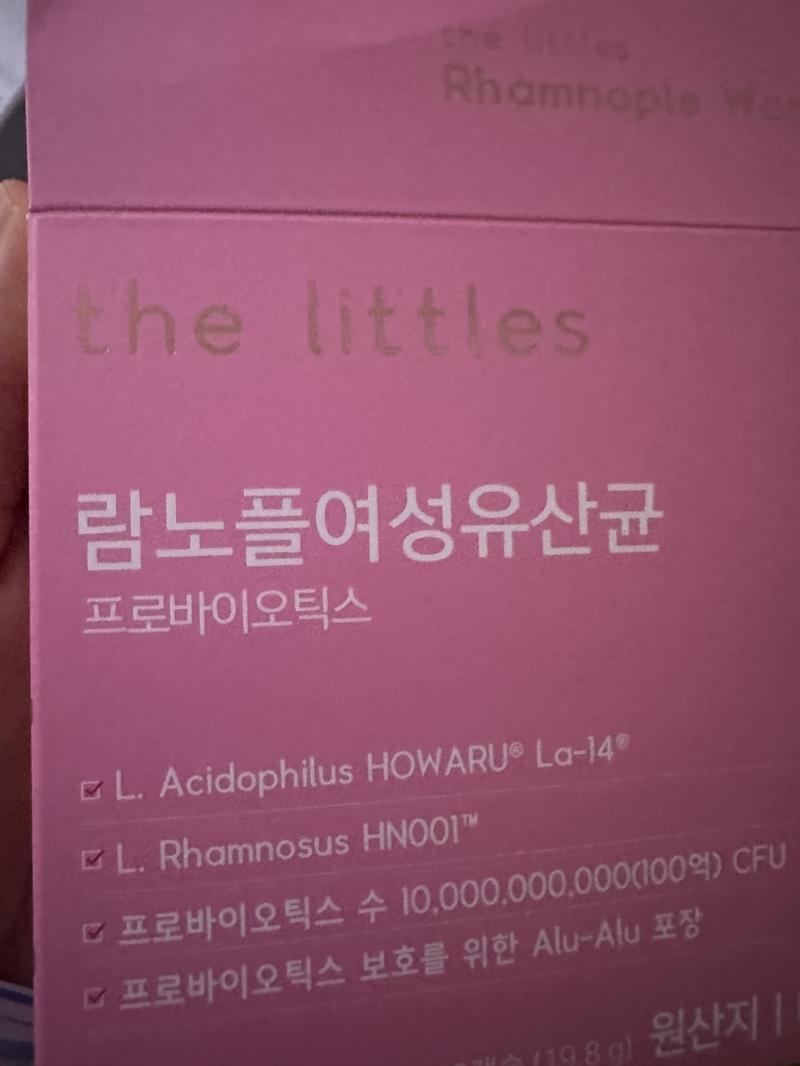 the littles
Rhamnople
the littles
람노플여성유산균
프로바이오틱스
L. Acidophilus HOWARU® La-14®
L. Rhamnosus HN001™
프로바이오틱스 수 10,000,000,000(100억) CFU
프로바이오틱스 보호를 위한 Alu-Alu 포장
(19.8 g) 원산지 |